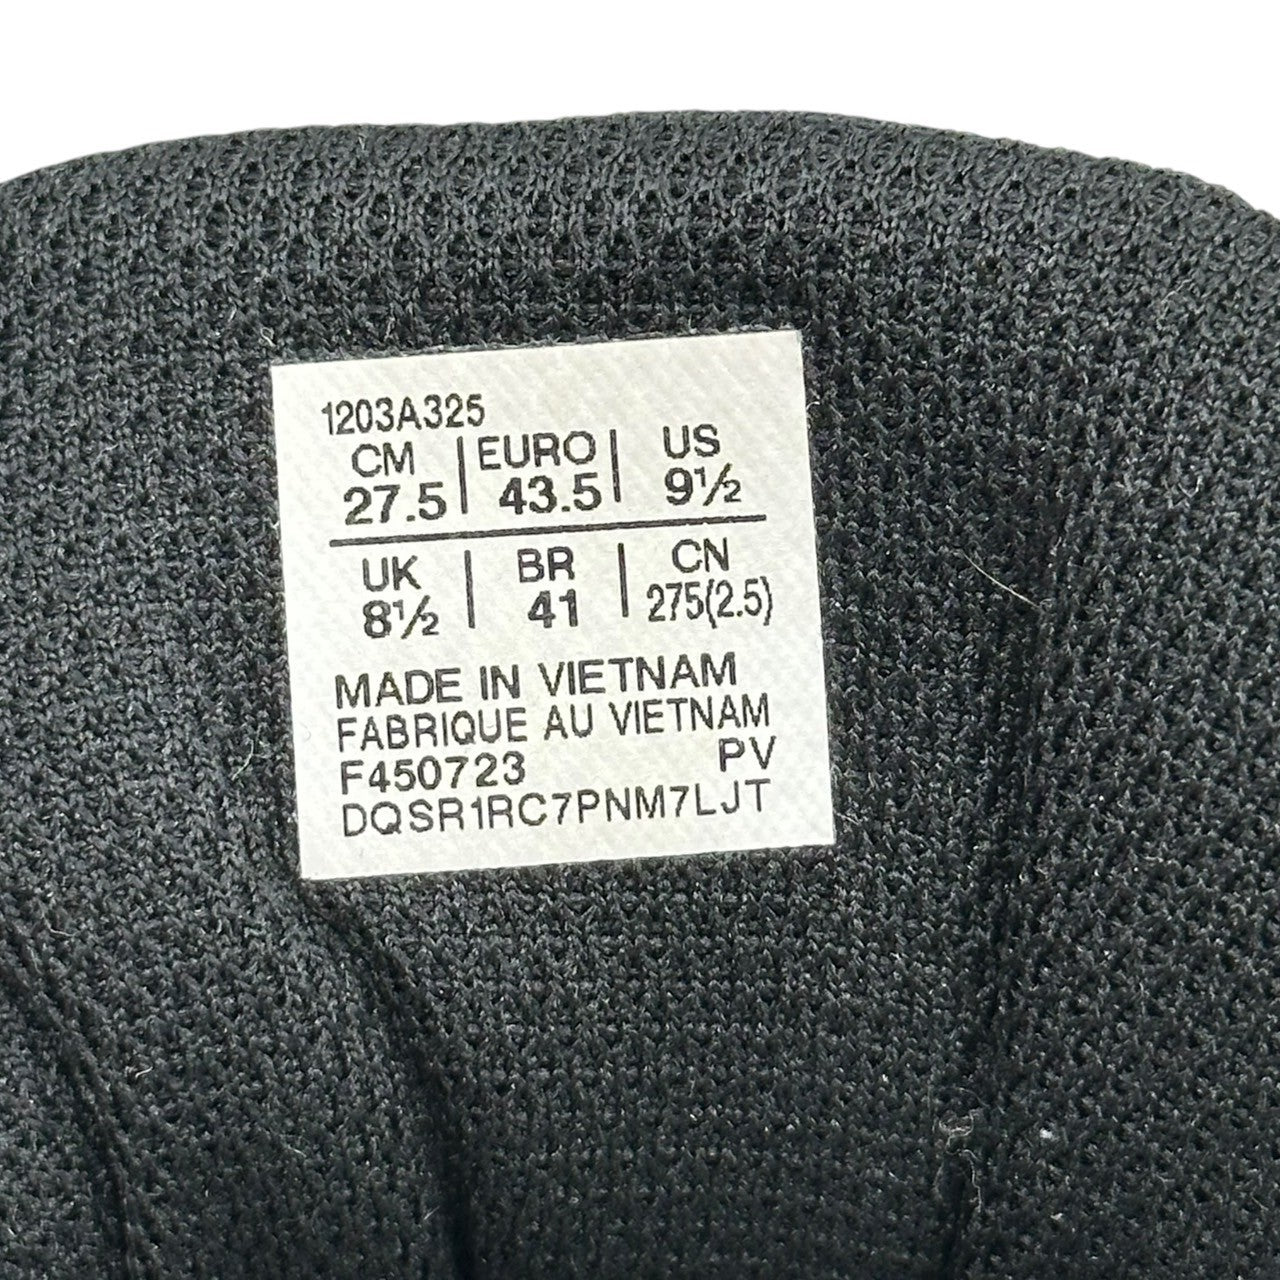 1203A325
CM | EURO | US
27.5 | 43.5 | 9½
UK | BR | CN
8½ | 41 | 275(2.5)
MADE IN VIETNAM
FABRIQUE AU VIETNAM
F450723 PV
DQSR1RC7PNM7LJT